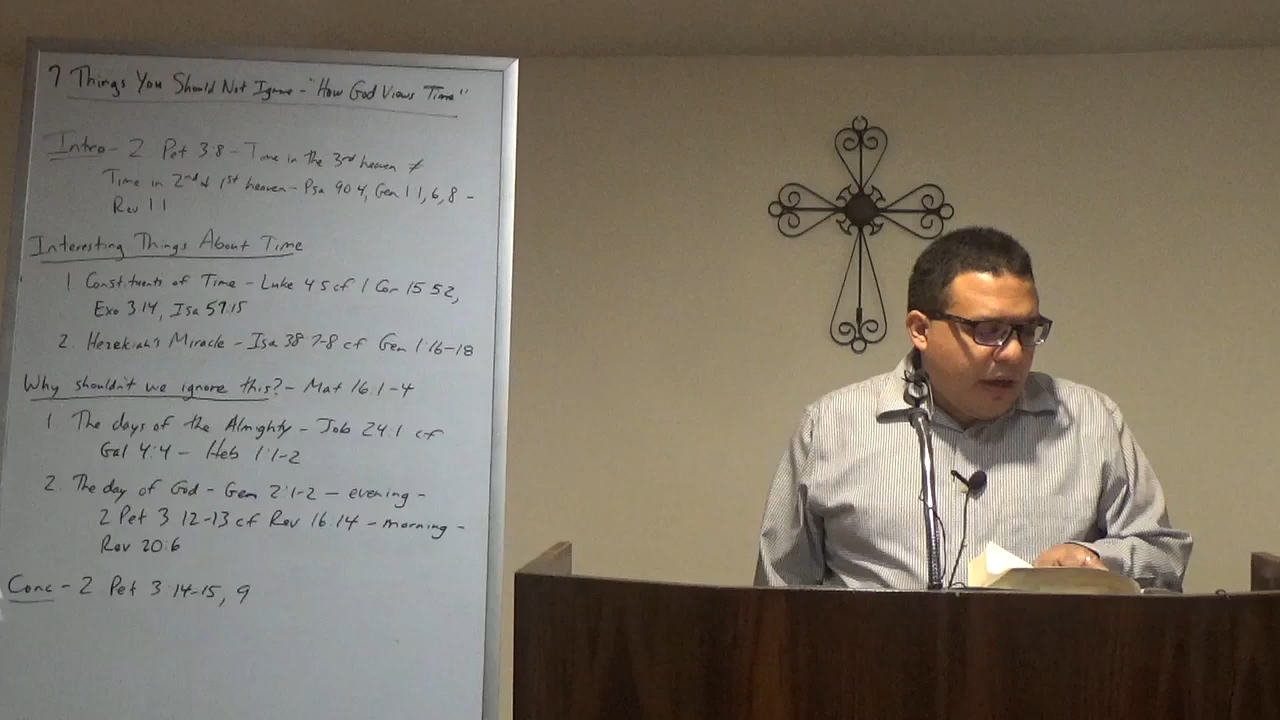 7 Things You Should Not Ignore - "How God Views Time"
Intro - 2 Pet 3:8 - Time in the 3rd heaven ≠
Time in 2nd & 1st heaven - Psa 90 4, Gen 1 1, 6, 8 -
Rev 1 1
Interesting Things About Time
1 Constituents of Time - Luke 4 5 cf 1 Cor 15 52,
Exo 3:14, Isa 57:15
2. Hezekiah's Miracle - Isa 38 7-8 cf Gen 1:16-18
Why shouldn't we ignore this? - Mat 16:1-4
1. The days of the Almighty - Job 24:1 cf
Gal 4:4 - Heb 1:1-2
2. The day of God - Gen 2:1-2 - evening -
2 Pet 3 12-13 cf Rev 16:14 - morning -
Rev 20:6
Conc - 2 Pet 3:14-15, 9